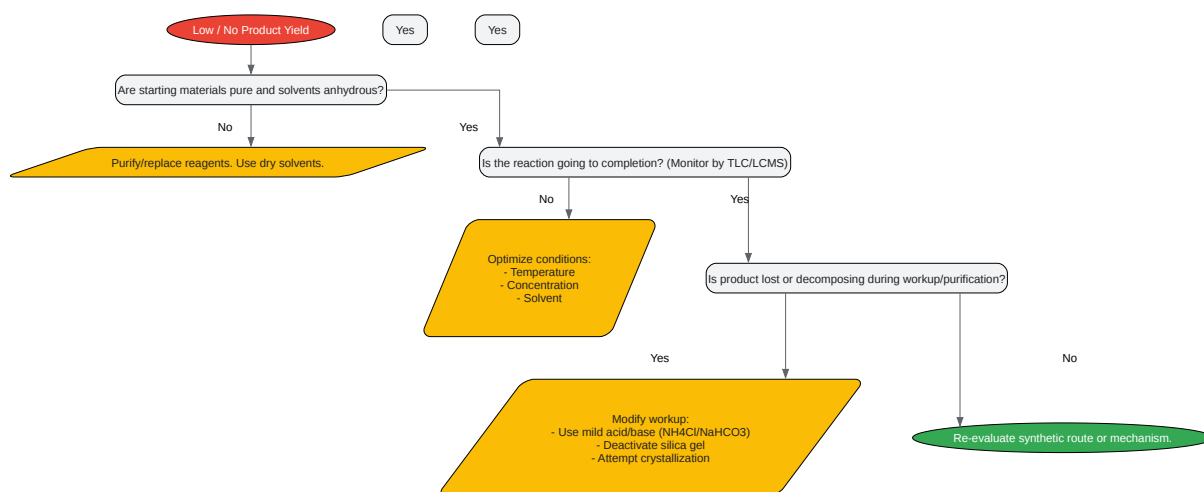 Low / No Product Yield
Yes
Yes
Are starting materials pure and solvents anhydrous?
No
Yes
Purify/replace reagents. Use dry solvents.
Is the reaction going to completion? (Monitor by TLC/LCMS)
No
Yes
Optimize conditions:
- Temperature
- Concentration
- Solvent
Is product lost or decomposing during workup/purification?
Yes
No
Modify workup:
- Use mild acid/base (NH4Cl/NaHCO3)
- Deactivate silica gel
- Attempt crystallization
Re-evaluate synthetic route or mechanism.